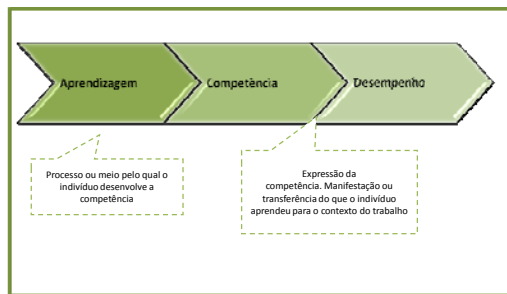 Aprendizagem
Competência
Desempenho
Processo ou meio pelo qual o
indivíduo desenvolve a
competência
Expressão da
competência. Manifestação ou
transferência do que o indivíduo
aprendeu para o contexto do trabalho